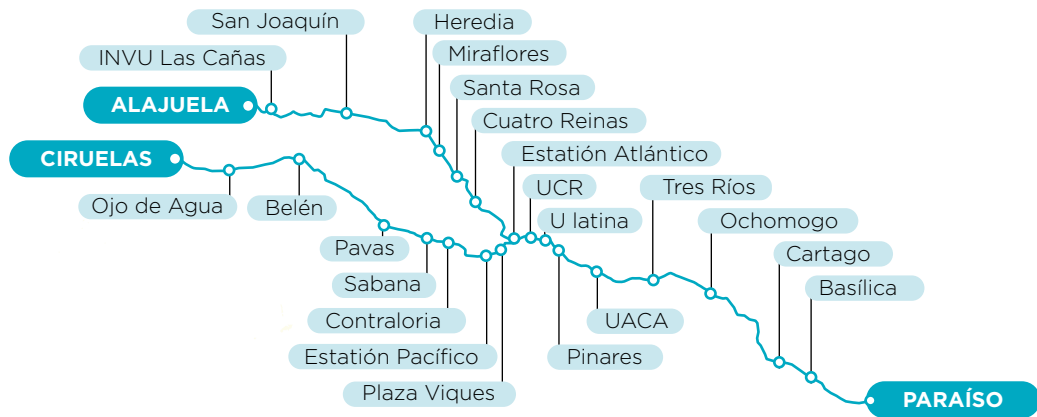 San Joaquín
Heredia
INVU Las Cañas
Miraflores
ALAJUELA
Santa Rosa
Cuatro Reinas
CIRUELAS
Estatión Atlántico
Ojo de Agua
Belén
UCR
Tres Ríos
U latina
Ochomogo
Pavas
Cartago
Sabana
Basílica
Contraloria
UACA
Estatión Pacífico
Pinares
Plaza Viques
PARAÍSO